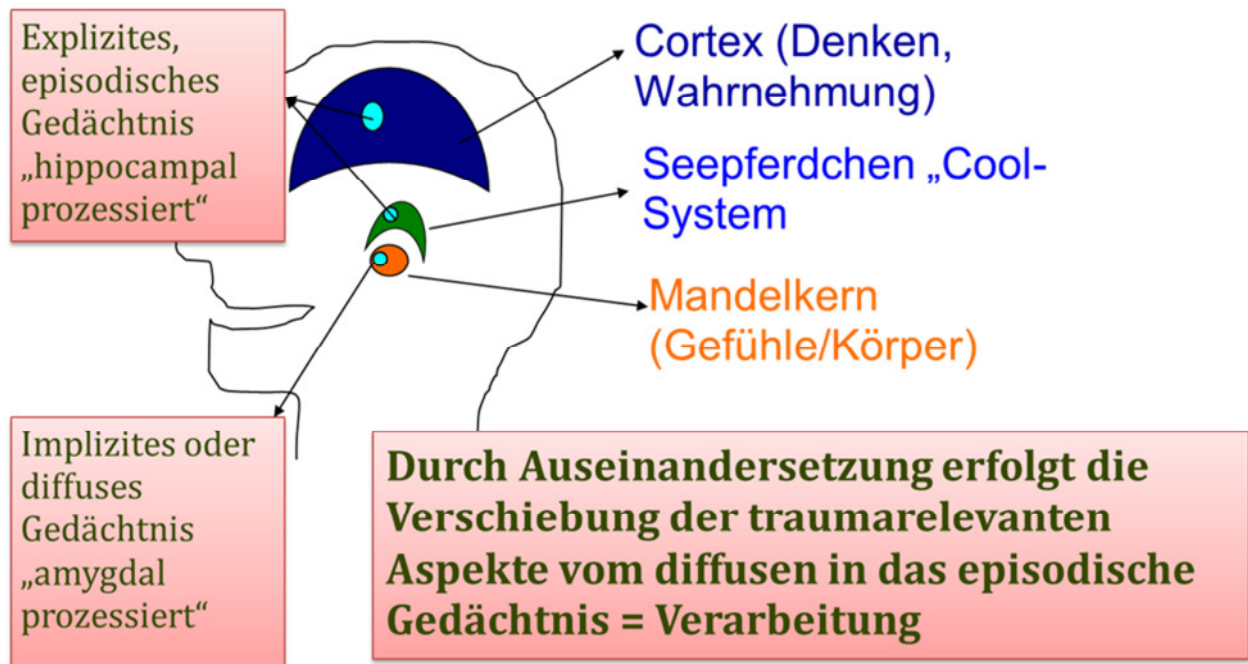 Explizites,
episodisches
Gedächtnis
„hippocampal
prozessiert“
Cortex (Denken,
Wahrnehmung)
Seepferdchen „Cool-
System
Mandelkern
(Gefühle/Körper)
Implizites oder
diffuses
Gedächtnis
„amygdal
prozessiert“
Durch Auseinandersetzung erfolgt die
Verschiebung der traumarelevanten
Aspekte vom diffusen in das episodische
Gedächtnis = Verarbeitung